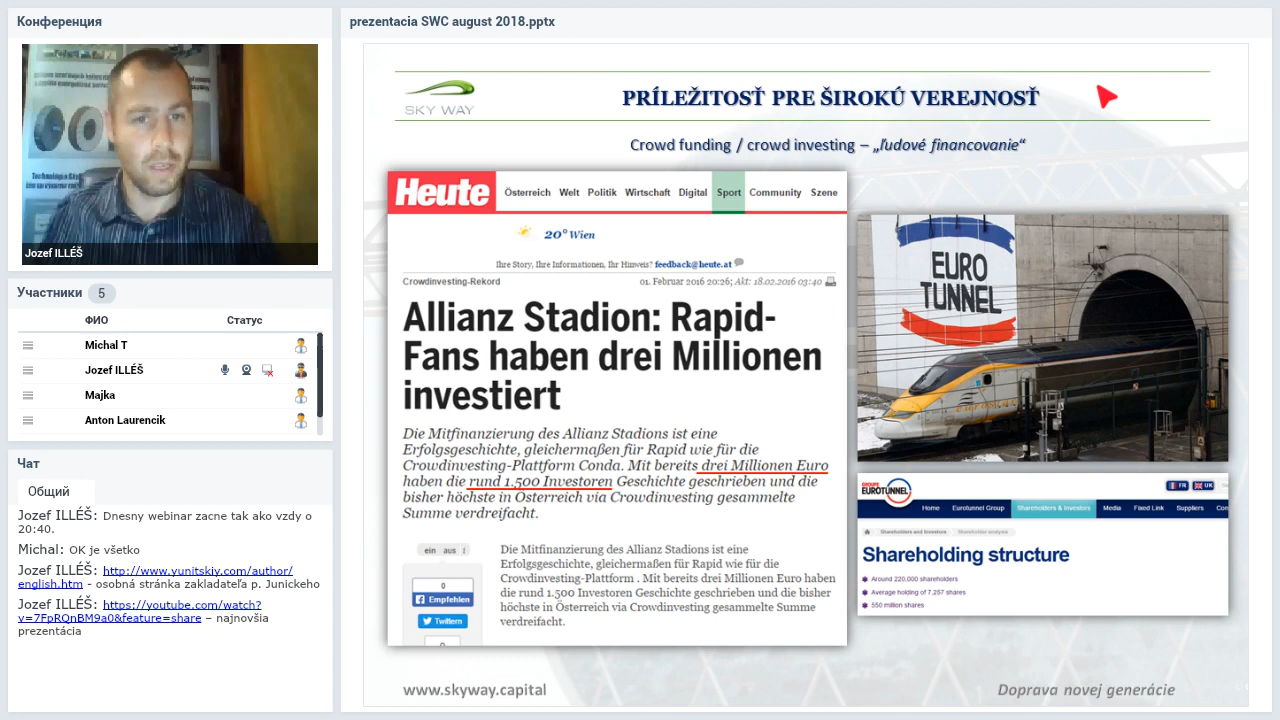 Конференция
Jozef ILLÉŠ
Участники 5
ФИО Статус
Michal T
Jozef ILLÉŠ
Majka
Anton Laurencik
Чат
Общий
Jozef ILLÉŠ: Dnesny webinar zacne tak ako vzdy o
20:40.
Michal: OK je všetko
Jozef ILLÉŠ: http://www.yunitskiy.com/author/
english.htm - osobná stránka zakladateľa p. Junickeho
Jozef ILLÉŠ: https://youtube.com/watch?
v=7FpRQnBM9a0&feature=share – najnovšia
prezentácia
prezentacia SWC august 2018.pptx
SKY WAY
PRÍLEŽITOSŤ PRE ŠIROKÚ VEREJNOSŤ
Crowd funding / crowd investing – „ľudové financovanie“
Heute Österreich Welt Politik Wirtschaft Digital Sport Community Szene
20° Wien
Ihre Story, Ihre Informationen, Ihr Hinweis? feedback@heute.at
Crowdinvesting-Rekord 01. Februar 2016 20:26; Akt: 18.02.2016 03:40
Allianz Stadion: Rapid-
Fans haben drei Millionen
investiert
Die Mitfinanzierung des Allianz Stadions ist eine
Erfolgsgeschichte, gleichermaßen für Rapid wie für die
Crowdinvesting-Plattform Conda. Mit bereits drei Millionen Euro
haben die rund 1.500 Investoren Geschichte geschrieben und die
bisher höchste in Österreich via Crowdinvesting gesammelte
Summe verdreifacht.
ein aus
0
Empfehlen
Twittern
0
Die Mitfinanzierung des Allianz Stadions ist eine
Erfolgsgeschichte, gleichermaßen für Rapid wie für die
Crowdinvesting-Plattform . Mit bereits drei Millionen Euro haben
die rund 1.500 Investoren Geschichte geschrieben und die bisher
höchste in Österreich via Crowdinvesting gesammelte Summe
verdreifacht.
EURO
TUNNEL
eurostar
GROUPE
EUROTUNNEL
FR UK
Home Eurotunnel Group Shareholders & Investors Media Fixed Link Suppliers Con
Shareholders and Investors Shareholder analysis
Shareholding structure
Around 220,000 shareholders
Average holding of 7.257 shares
550 million shares
www.skyway.capital
Doprava novej generácie